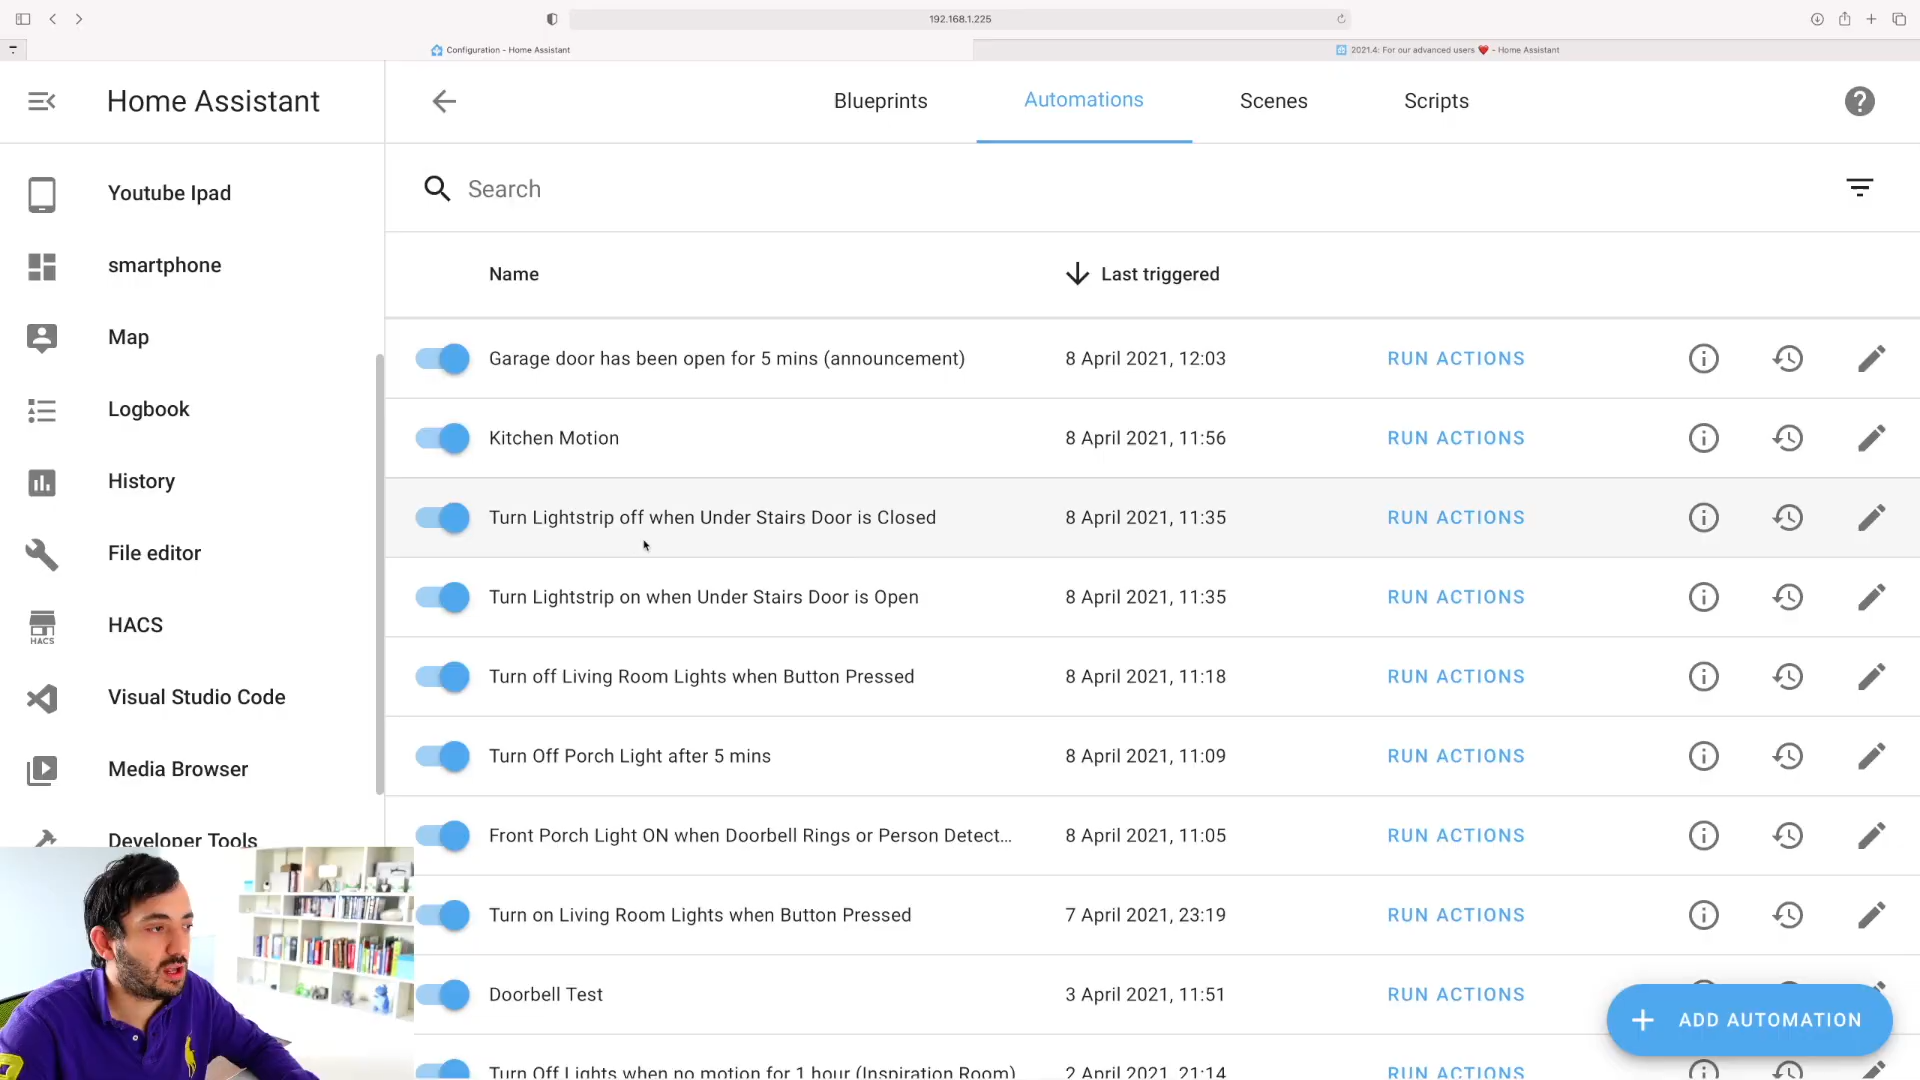 192.168.1.225
Configuration - Home Assistant
2021.4: For our advanced users ❤️ - Home Assistant
Home Assistant
Blueprints
Automations
Scenes
Scripts
Youtube Ipad
smartphone
Map
Logbook
History
File editor
HACS
HACS
Visual Studio Code
Media Browser
Developer Tools
Search
Name
Last triggered
Garage door has been open for 5 mins (announcement) 8 April 2021, 12:03 RUN ACTIONS
Kitchen Motion 8 April 2021, 11:56 RUN ACTIONS
Turn Lightstrip off when Under Stairs Door is Closed 8 April 2021, 11:35 RUN ACTIONS
Turn Lightstrip on when Under Stairs Door is Open 8 April 2021, 11:35 RUN ACTIONS
Turn off Living Room Lights when Button Pressed 8 April 2021, 11:18 RUN ACTIONS
Turn Off Porch Light after 5 mins 8 April 2021, 11:09 RUN ACTIONS
Front Porch Light ON when Doorbell Rings or Person Detect... 8 April 2021, 11:05 RUN ACTIONS
Turn on Living Room Lights when Button Pressed 7 April 2021, 23:19 RUN ACTIONS
Doorbell Test 3 April 2021, 11:51 RUN ACTIONS
Turn Off Lights when no motion for 1 hour (Inspiration Room) 2 April 2021, 21:14 RUN ACTIONS
ADD AUTOMATION